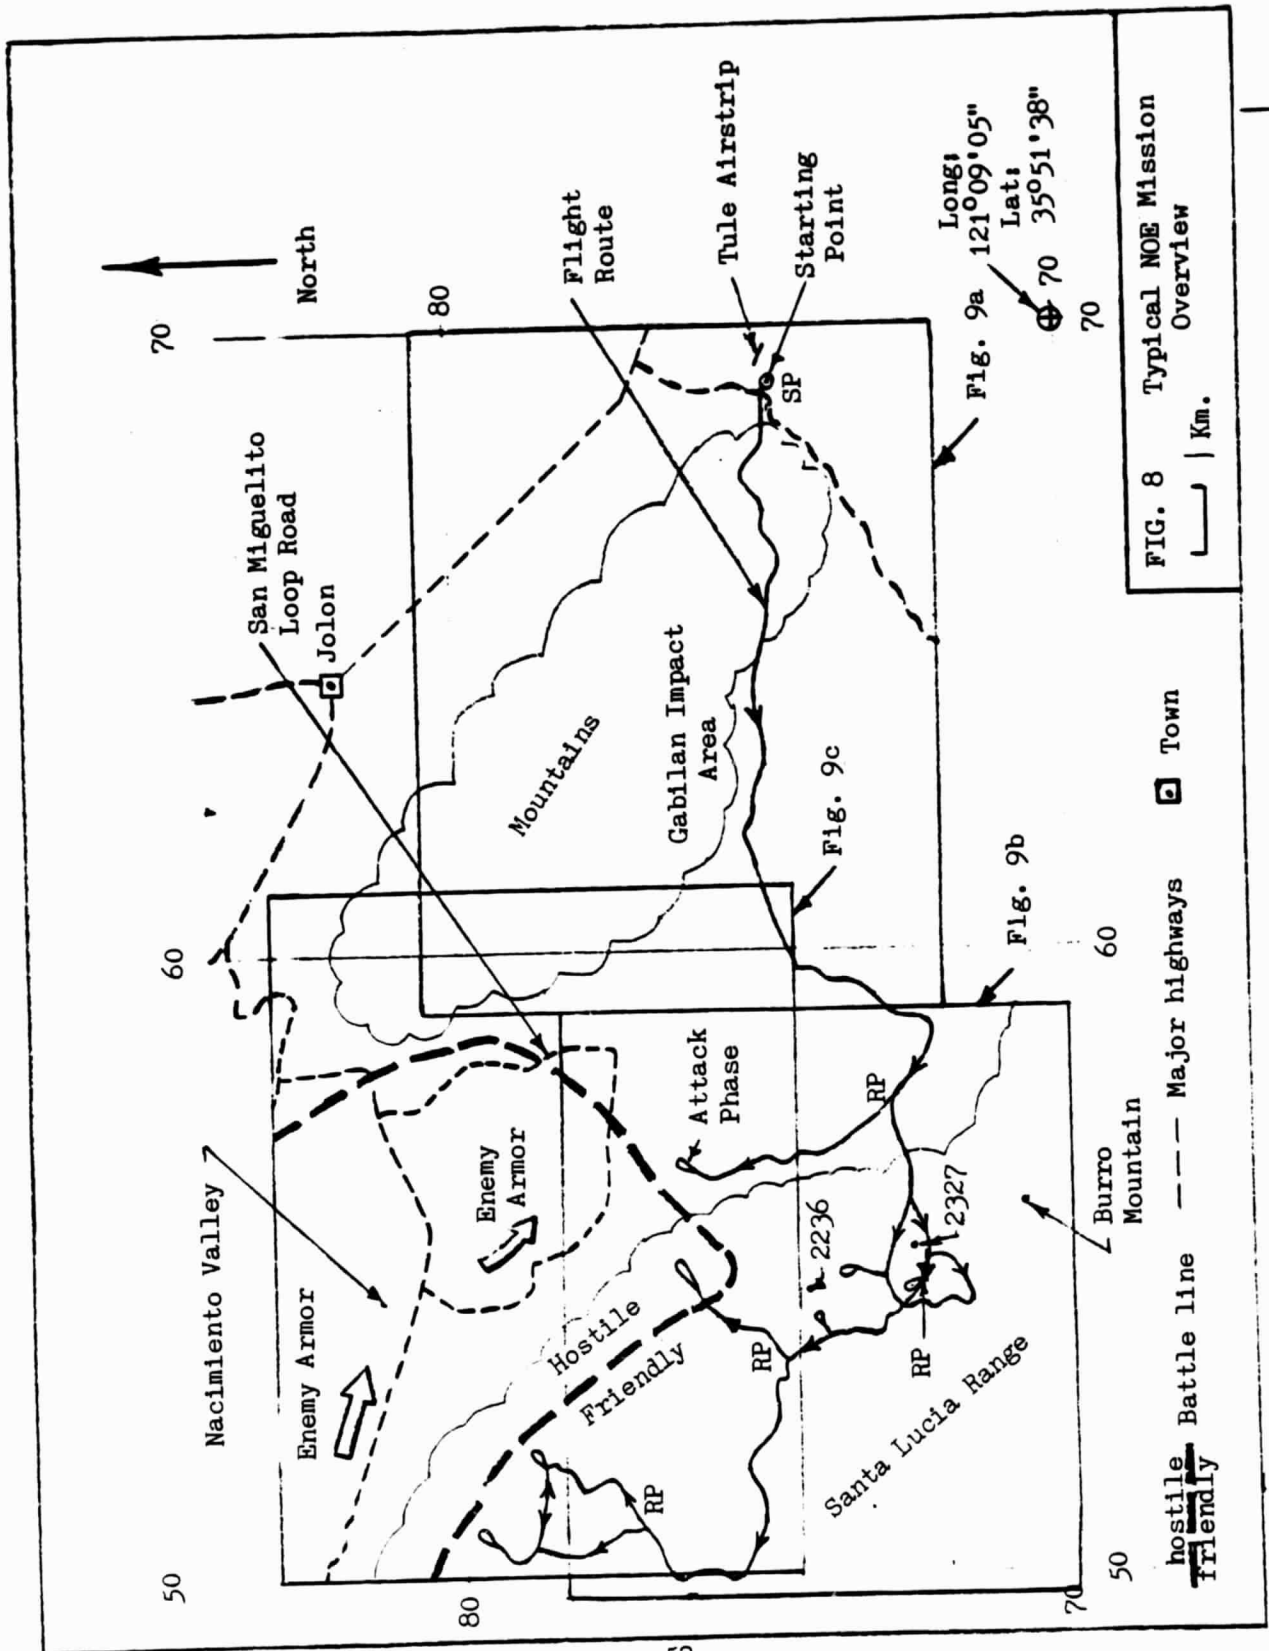 70
North
80
San Miguelito
Loop Road
Jolon
Flight
Route
Tule Airstrip
Starting
Point
SP
Long:
Fig. 9a 121°09'05"
Lat:
70 35°51'38"
70
Mountains
Gabilan Impact
Area
Fig. 9c
60
Fig. 9b
60
Nacimiento Valley
Enemy
Armor
Enemy Armor
Attack
Phase
RP
2236
2327
Burro
Mountain
Hostile
Friendly
RP
RP
RP
Santa Lucia Range
50
80
70
50
hostile
friendly
Battle line
Major highways
Town
FIG. 8 Typical NOE Mission
Overview
1 Km.